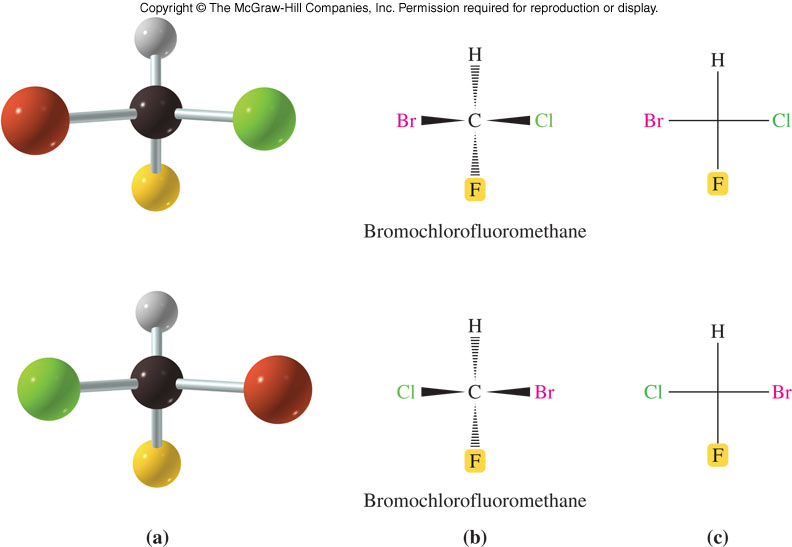 Copyright © The McGraw-Hill Companies, Inc. Permission required for reproduction or display.
H
Br C Cl
F
Bromochlorofluoromethane
H
Br Cl
F
H
Cl C Br
F
Bromochlorofluoromethane
H
Cl Br
F
(a) (b) (c)